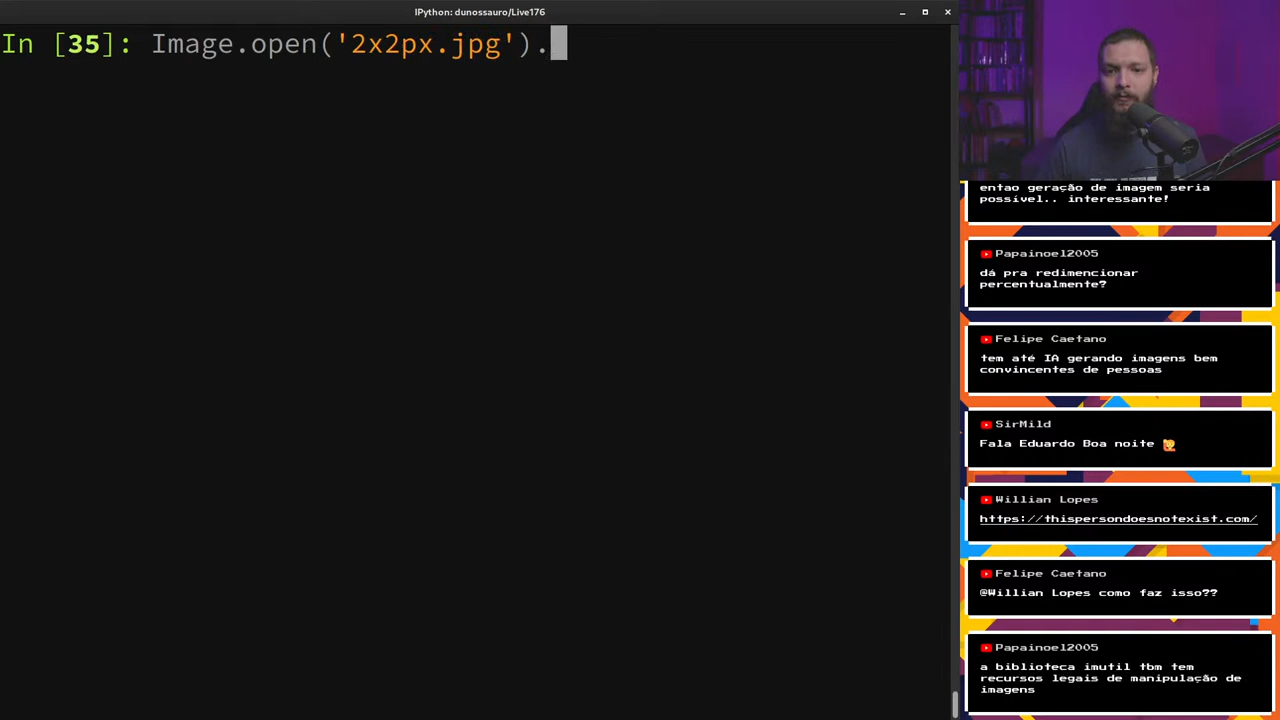 IPython: dunossauro/Live176
In [35]: Image.open('2x2px.jpg').
entao geração de imagem seria
possível.. interessante!
Papainoel2005
dá pra redimencionar
percentualmente?
Felipe Caetano
tem até IA gerando imagens bem
convincentes de pessoas
SirMild
Fala Eduardo Boa noite
Willian Lopes
https://thispersondoesnotexist.com/
Felipe Caetano
@Willian Lopes como faz isso??
Papainoel2005
a biblioteca imutil tbm tem
recursos legais de manipulação de
imagens